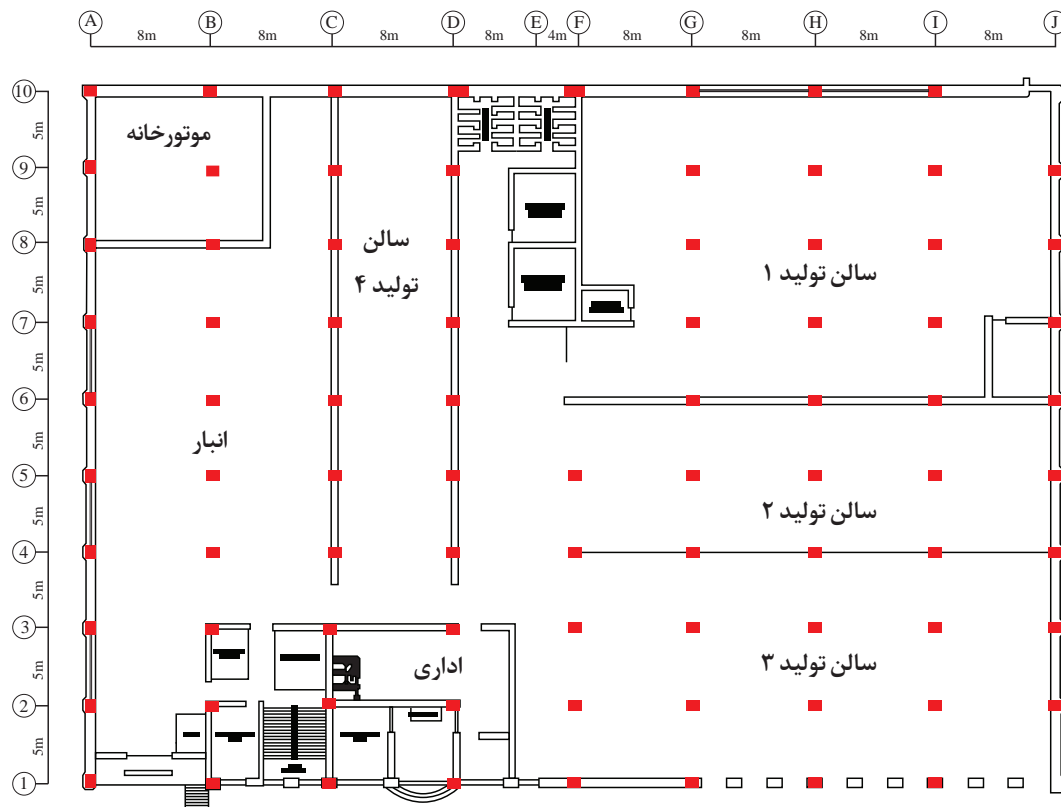 A B C D E F G H I J
8m 8m 8m 8m 4m 8m 8m 8m 8m
10
5m
9
5m
8
5m
7
5m
6
5m
5
5m
4
5m
3
5m
2
5m
1
موتورخانه
سالن
تولید ۴
سالن تولید ۱
انبار
سالن تولید ۲
اداری
سالن تولید ۳